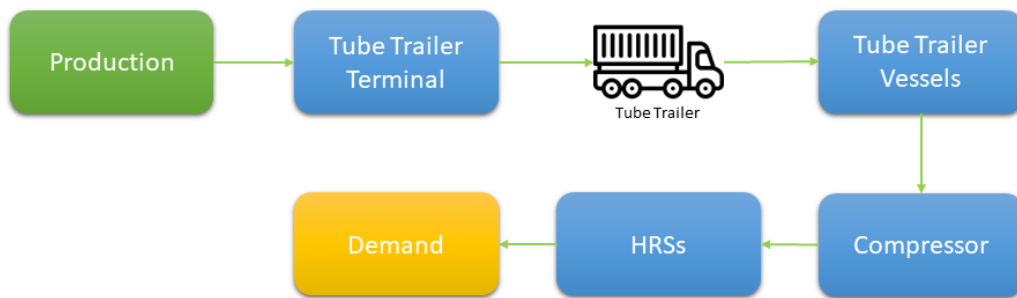 Production
Tube Trailer
Terminal
Tube Trailer
Tube Trailer
Vessels
Demand
HRSs
Compressor